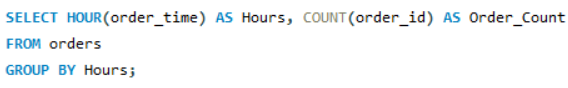 SELECT HOUR(order_time) AS Hours, COUNT(order_id) AS Order_Count
FROM orders
GROUP BY Hours;